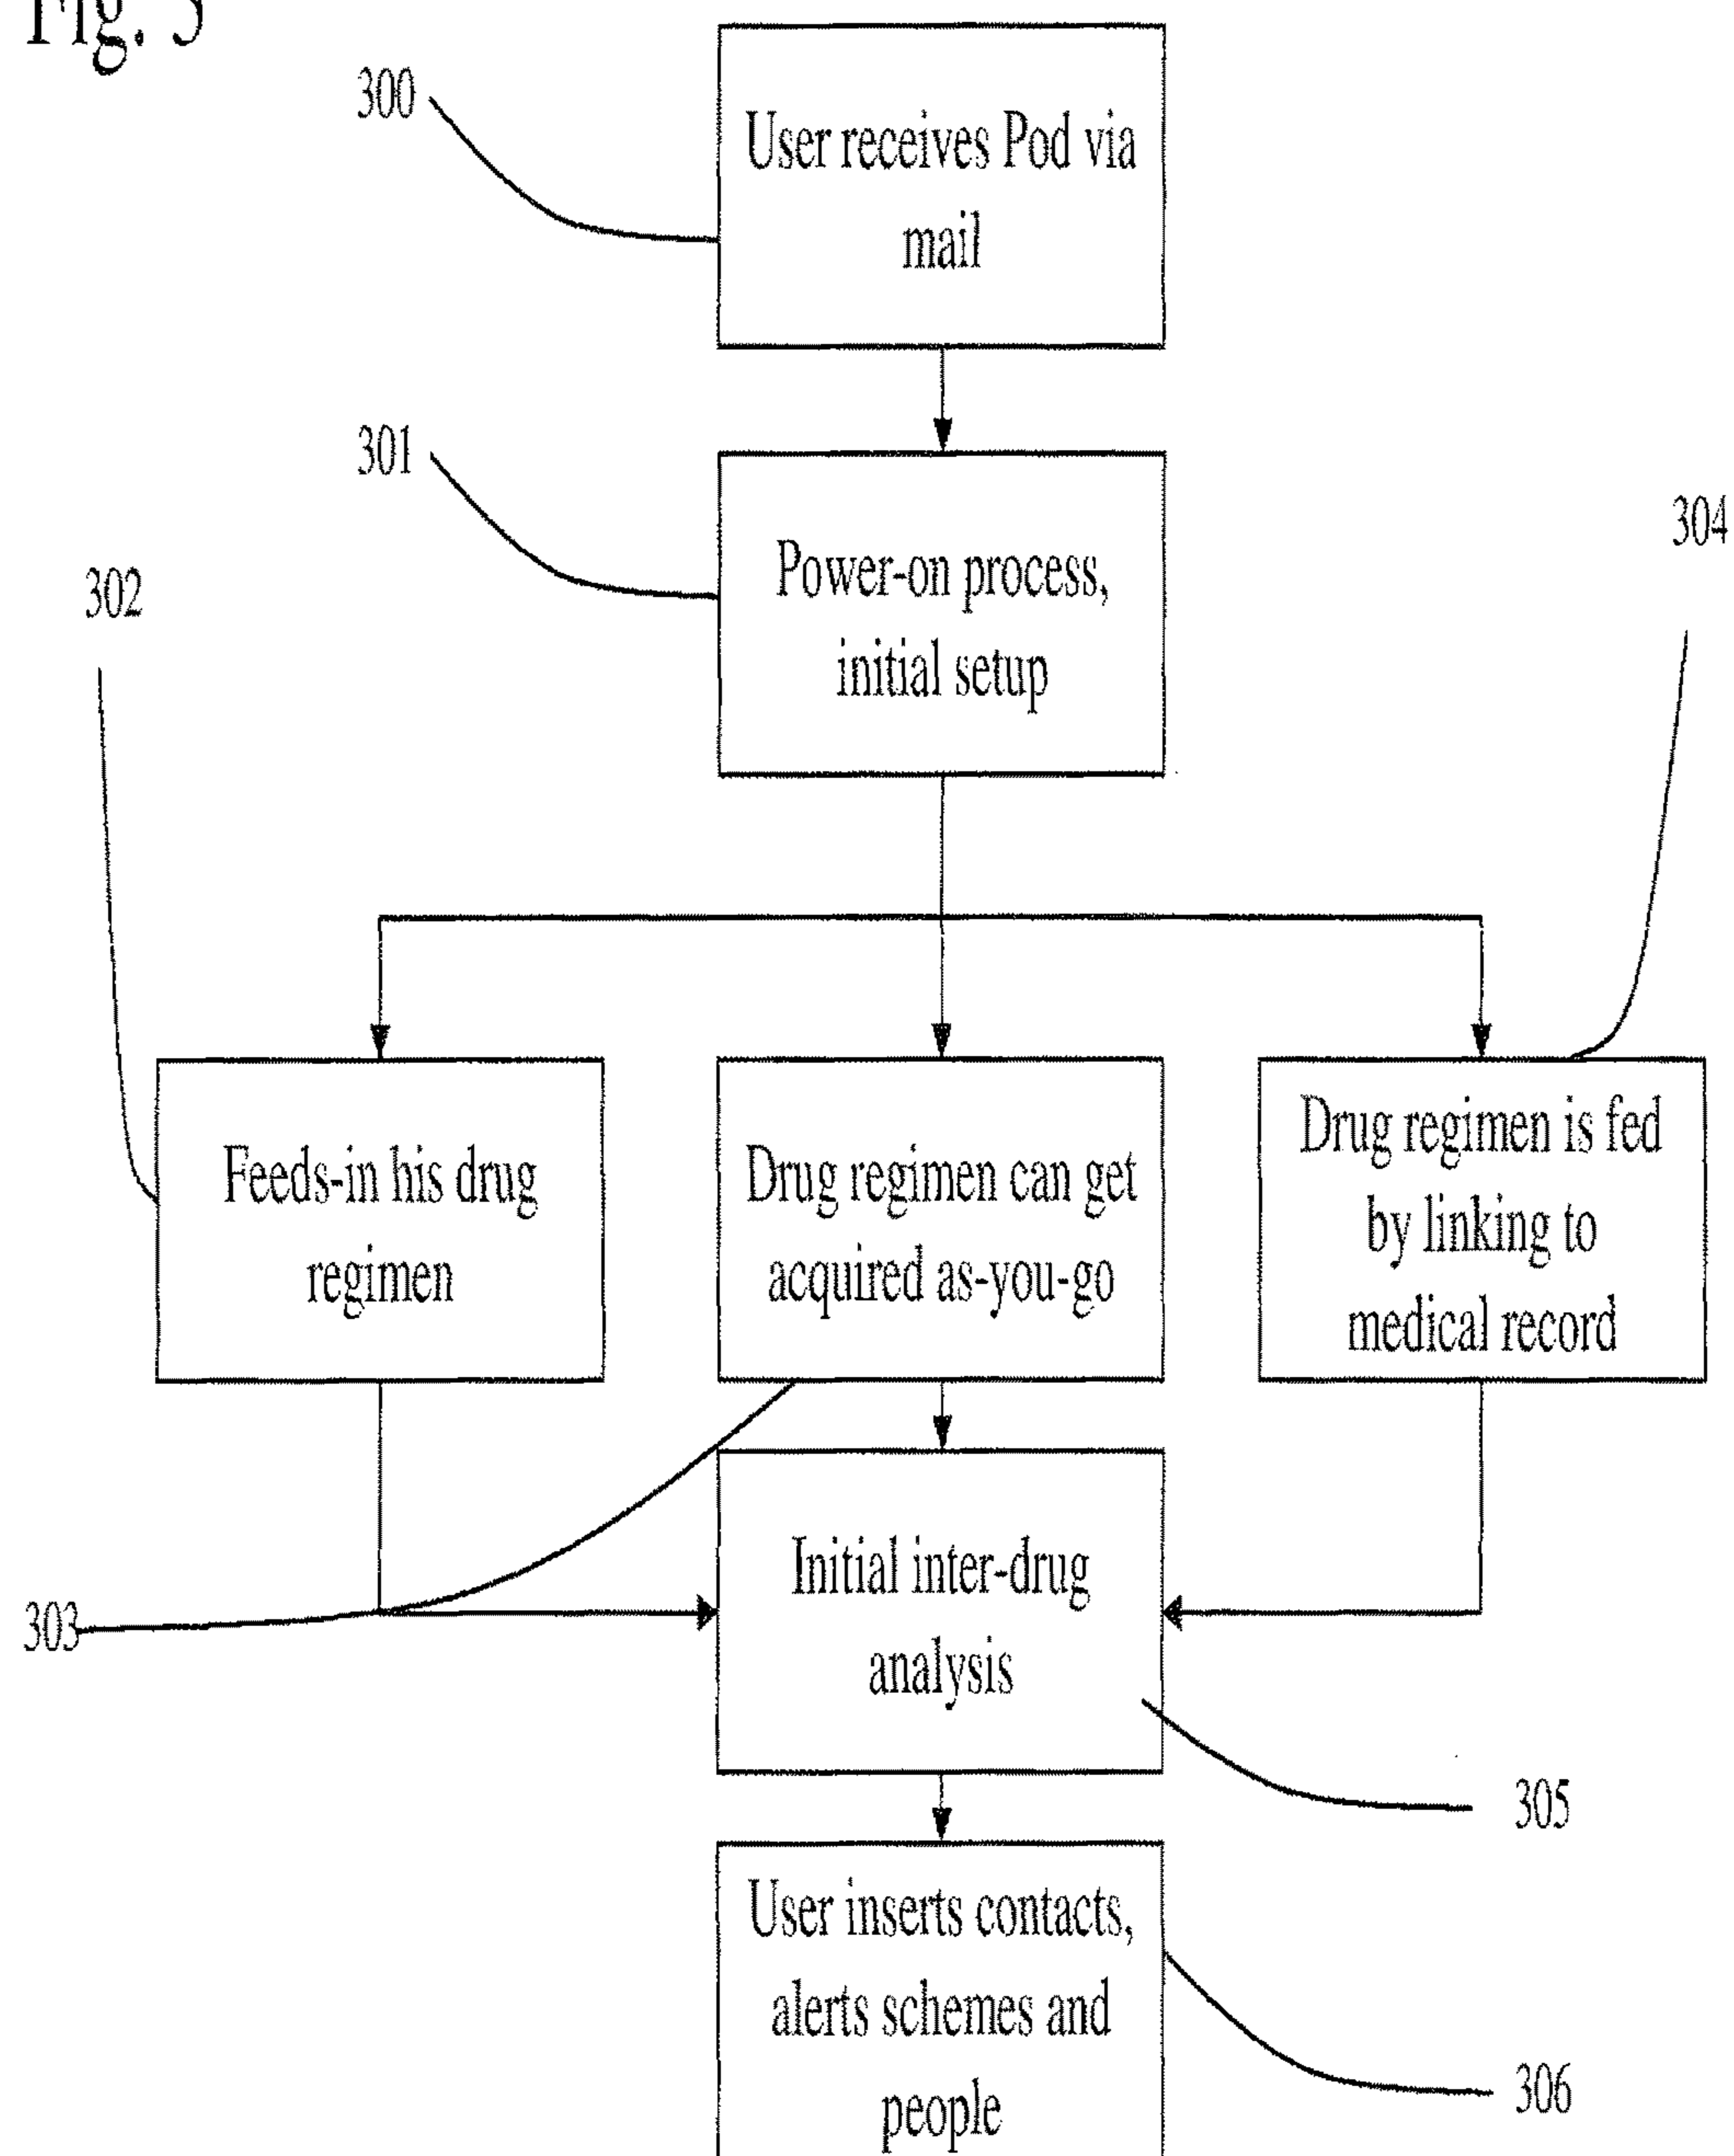 Fig. 3
300
User receives Pod via
mail
301
Power-on process,
initial setup
302
304
Feeds-in his drug
regimen
Drug regimen can get
acquired as-you-go
Drug regimen is fed
by linking to
medical record
303
Initial inter-drug
analysis
305
User inserts contacts,
alerts schemes and
people
306